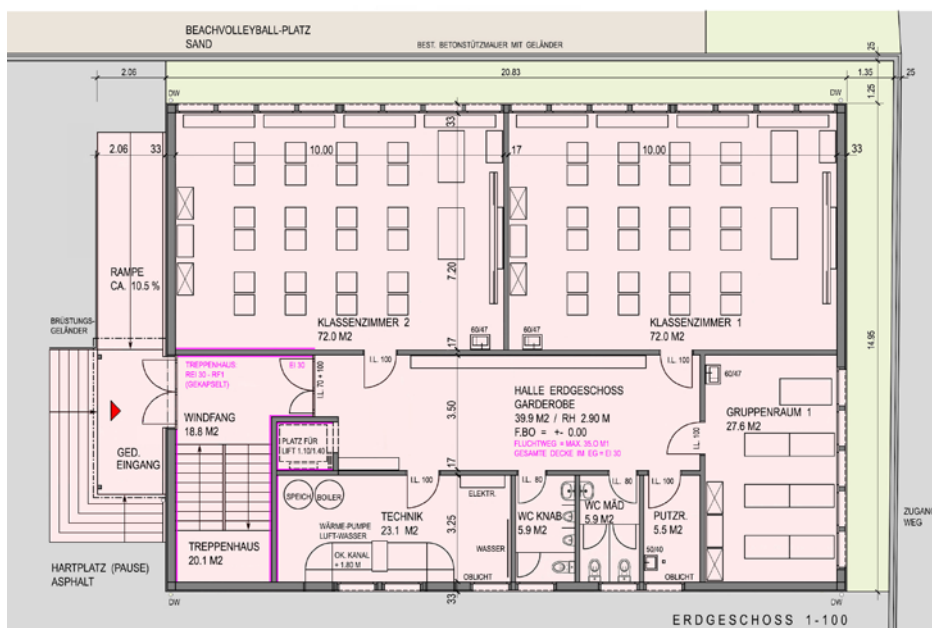 BEACHVOLLEYBALL-PLATZ
SAND
BEST. BETONSTÜTZMAUER MIT GELÄNDER
25
2.06
20.83
1.35
25
DW
DW
1.25
33
2.06
33
10.00
17
10.00
33
7.20
RAMPE
CA. 10.5 %
BRÜSTUNGS-
GELÄNDER
KLASSENZIMMER 2
72.0 M2
60/47
17
60/47
KLASSENZIMMER 1
72.0 M2
14.95
TREPPENHAUS
REI 30 - RF1
(GEKAPSELT)
EI 30
I.L. 70 + 100
I.L. 100
I.L. 100
60/47
WINDFANG
18.8 M2
3.50
HALLE ERDGESCHOSS
GARDEROBE
39.9 M2 / RH 2.90 M
F.BO = +- 0.00
FLUCHTWEG = MAX. 35.0 M1
GESAMTE DECKE IM EG = EI 30
GRUPPENRAUM 1
27.6 M2
I.L. 100
GED.
EINGANG
PLATZ FÜR
LIFT 1.10/1.40
17
I.L. 100
ELEKTR.
I.L. 80
I.L. 80
I.L. 100
SPEICH
BOILER
TECHNIK
23.1 M2
3.25
WC KNAB
5.9 M2
WC MÄD
5.9 M2
PUTZR.
5.5 M2
ZUGANG
WEG
WÄRME-PUMPE
LUFT-WASSER
WASSER
TREPPENHAUS
20.1 M2
OK. KANAL
= 1.80 M
50/40
OBLICHT
OBLICHT
HARTPLATZ (PAUSE)
ASPHALT
DW
33
DW
ERDGESCHOSS 1-100